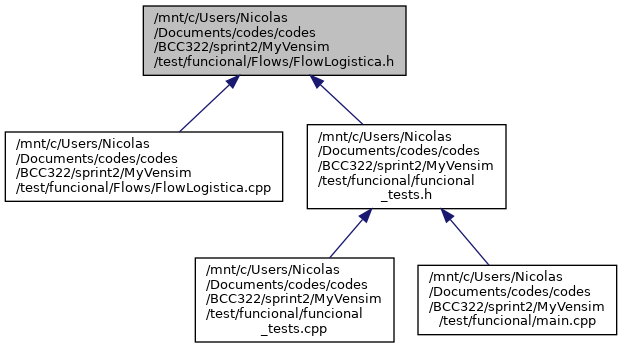 /mnt/c/Users/Nicolas
/Documents/codes/codes
/BCC322/sprint2/MyVensim
/test/funcional/Flows/FlowLogistica.h
/mnt/c/Users/Nicolas
/Documents/codes/codes
/BCC322/sprint2/MyVensim
/test/funcional/Flows/FlowLogistica.cpp
/mnt/c/Users/Nicolas
/Documents/codes/codes
/BCC322/sprint2/MyVensim
/test/funcional/funcional
_tests.h
/mnt/c/Users/Nicolas
/Documents/codes/codes
/BCC322/sprint2/MyVensim
/test/funcional/funcional
_tests.cpp
/mnt/c/Users/Nicolas
/Documents/codes/codes
/BCC322/sprint2/MyVensim
/test/funcional/main.cpp